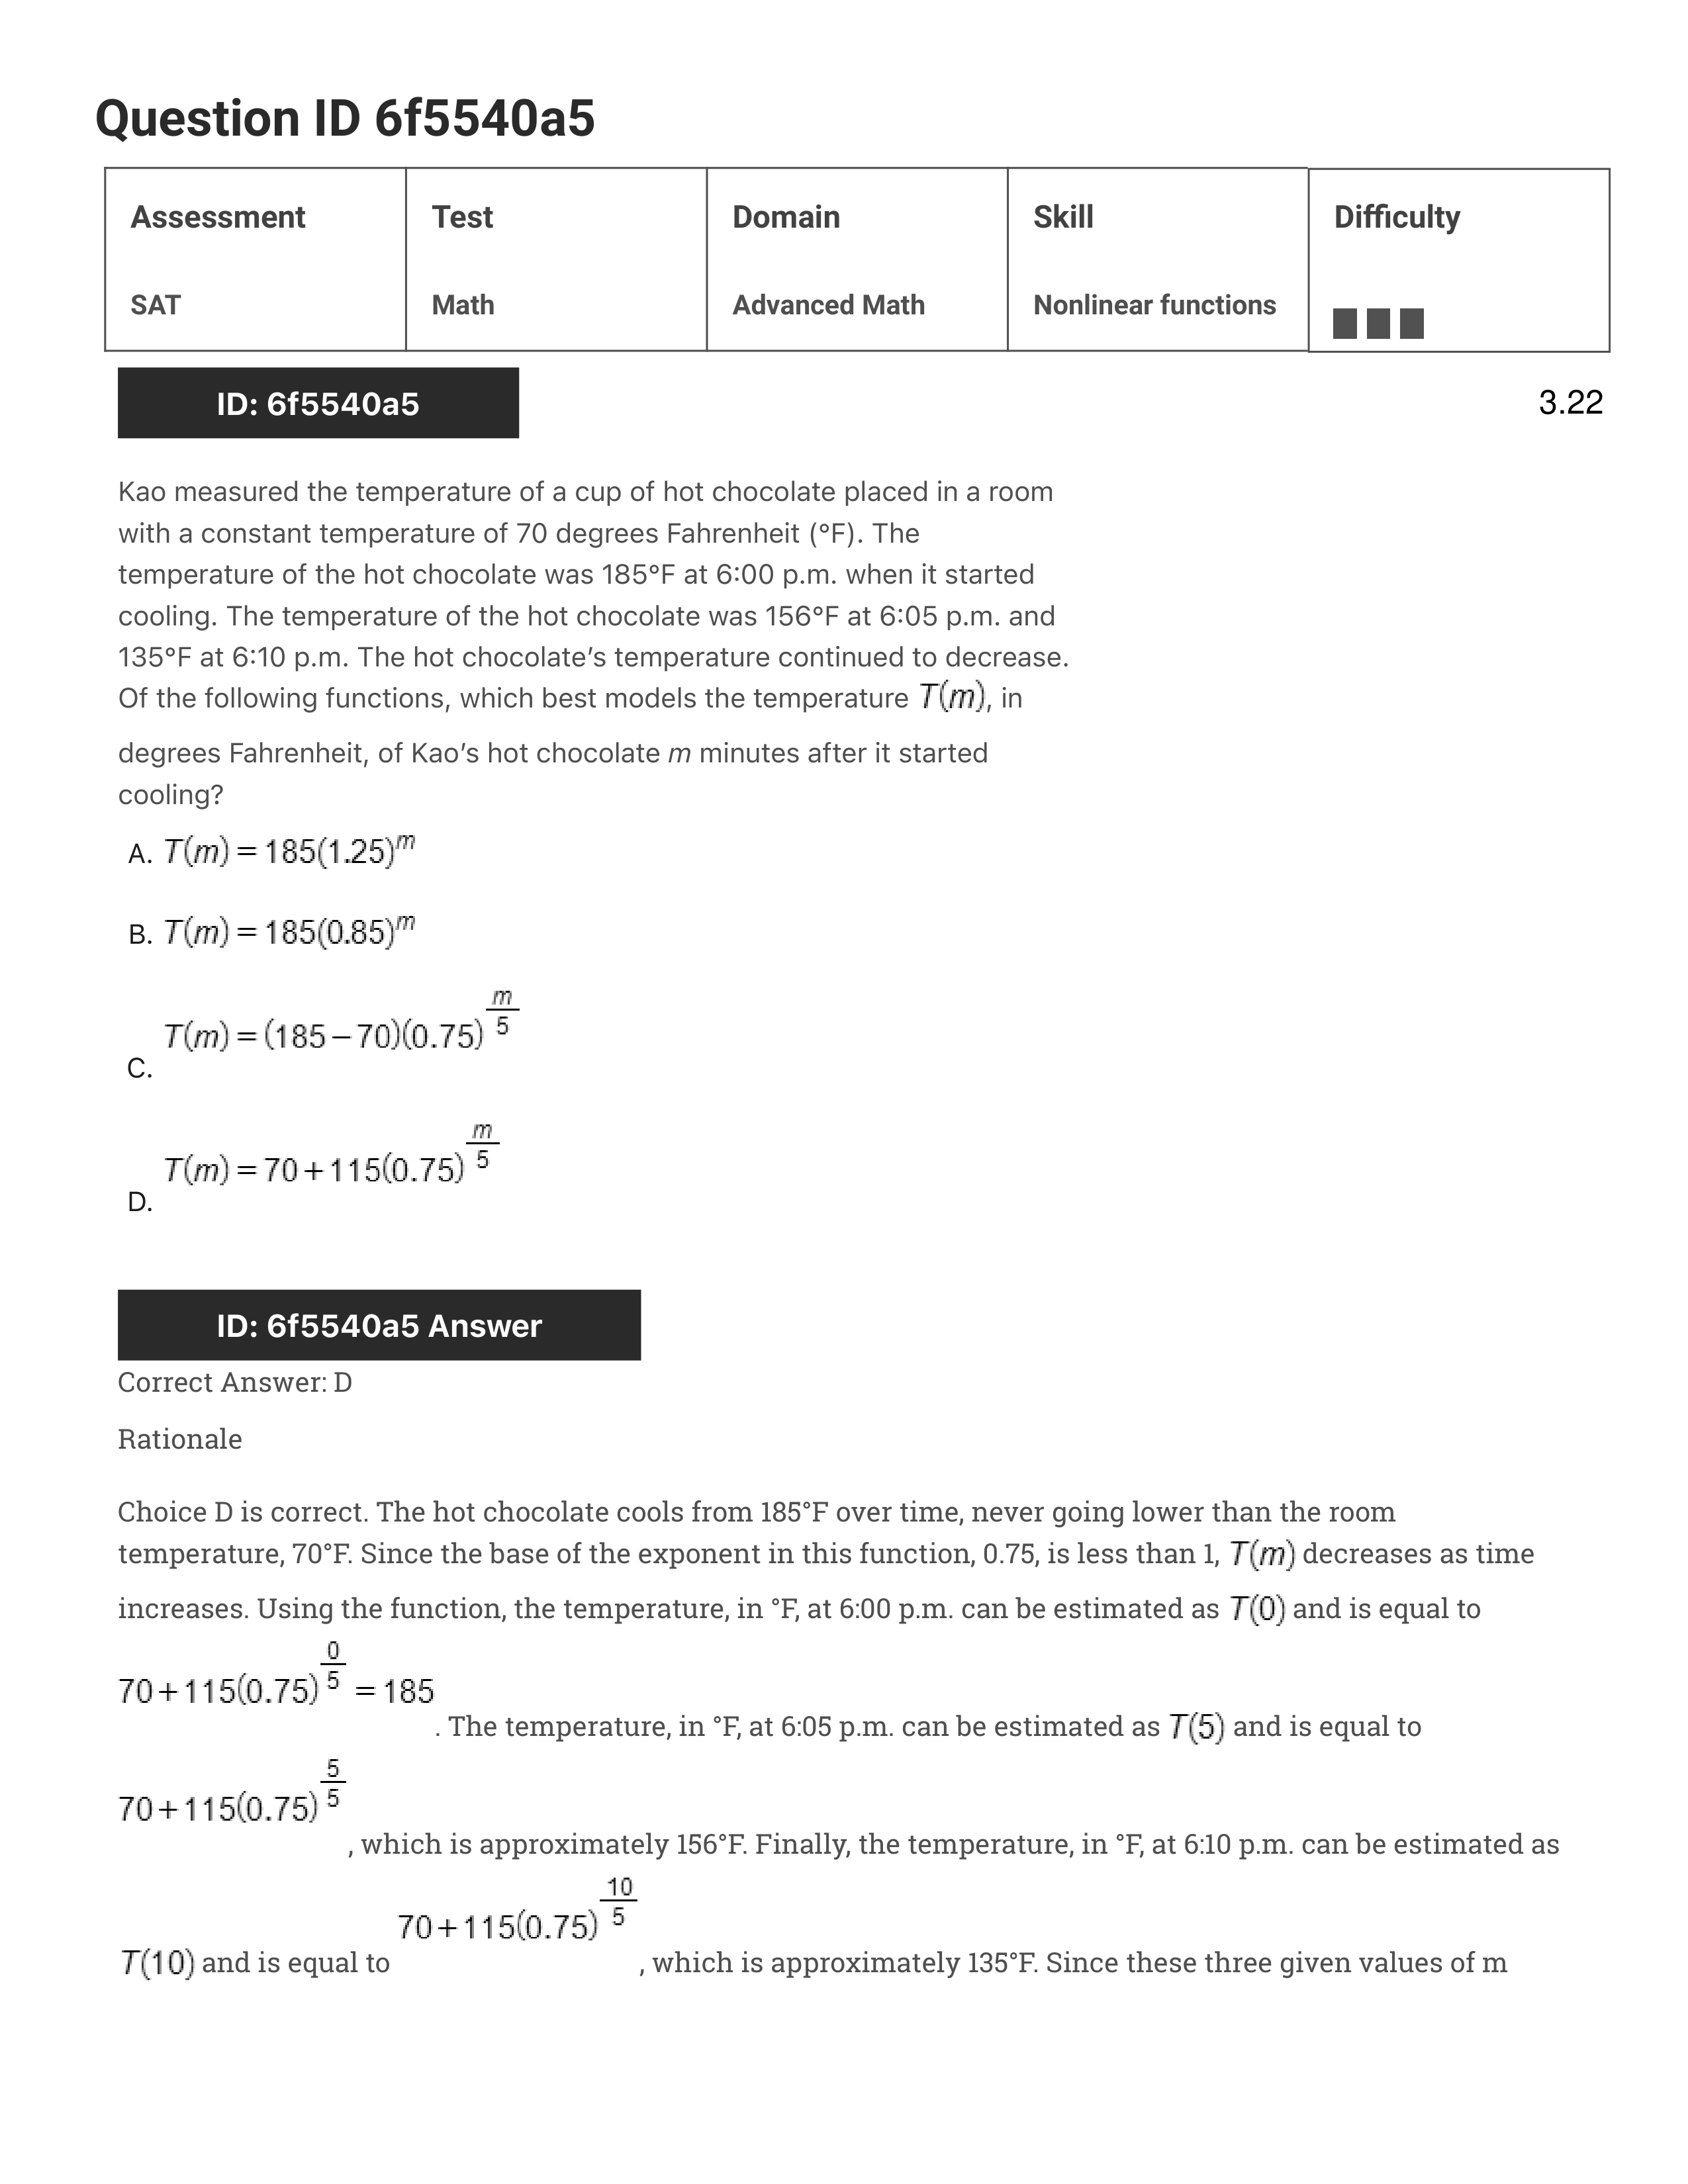 Question ID 6f5540a5
Assessment Test Domain Skill Difficulty
SAT Math Advanced Math Nonlinear functions
ID: 6f5540a5 3.22
Kao measured the temperature of a cup of hot chocolate placed in a room
with a constant temperature of 70 degrees Fahrenheit (°F). The
temperature of the hot chocolate was 185°F at 6:00 p.m. when it started
cooling. The temperature of the hot chocolate was 156°F at 6:05 p.m. and
135°F at 6:10 p.m. The hot chocolate’s temperature continued to decrease.
Of the following functions, which best models the temperature T(m), in
degrees Fahrenheit, of Kao’s hot chocolate m minutes after it started
cooling?
A. T(m) = 185(1.25)^m
B. T(m) = 185(0.85)^m
C. T(m) = (185 − 70)(0.75)^(m/5)
D. T(m) = 70 + 115(0.75)^(m/5)
ID: 6f5540a5 Answer
Correct Answer: D
Rationale
Choice D is correct. The hot chocolate cools from 185°F over time, never going lower than the room
temperature, 70°F. Since the base of the exponent in this function, 0.75, is less than 1, T(m) decreases as time
increases. Using the function, the temperature, in °F, at 6:00 p.m. can be estimated as T(0) and is equal to
70 + 115(0.75)^(0/5) = 185. The temperature, in °F, at 6:05 p.m. can be estimated as T(5) and is equal to
70 + 115(0.75)^(5/5), which is approximately 156°F. Finally, the temperature, in °F, at 6:10 p.m. can be estimated as
T(10) and is equal to 70 + 115(0.75)^(10/5), which is approximately 135°F. Since these three given values of m